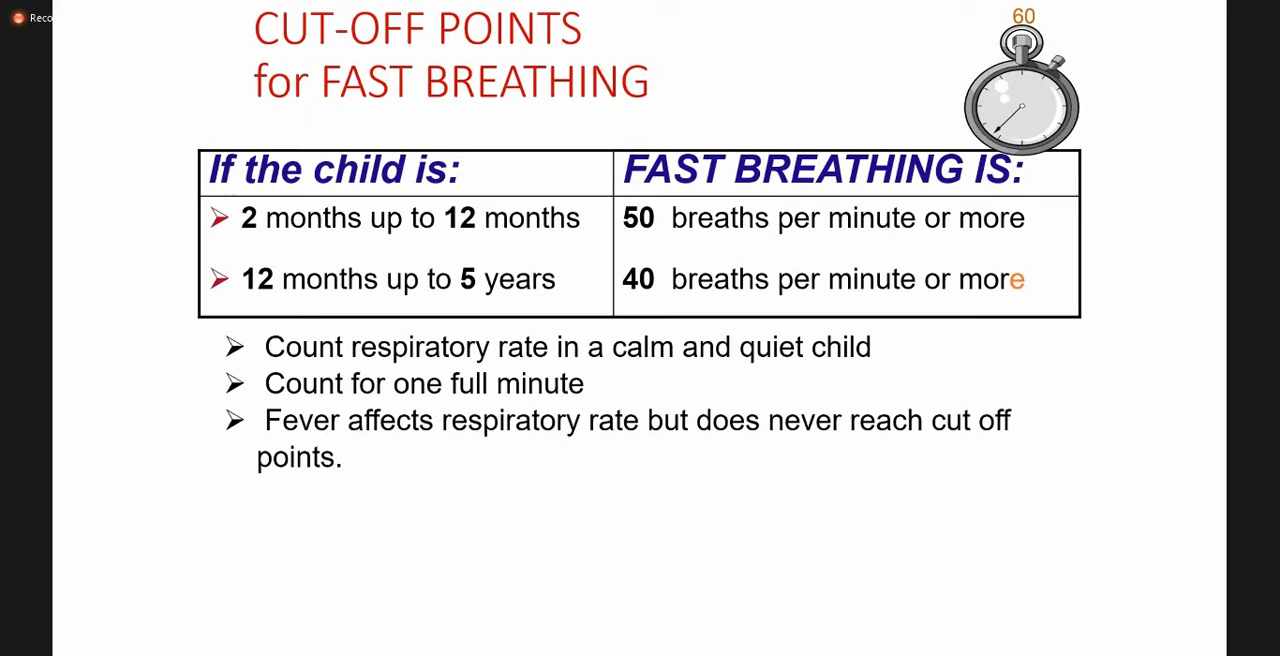 Reco
CUT-OFF POINTS
for FAST BREATHING
60
If the child is: FAST BREATHING IS:
➢ 2 months up to 12 months 50 breaths per minute or more
➢ 12 months up to 5 years 40 breaths per minute or more
➢ Count respiratory rate in a calm and quiet child
➢ Count for one full minute
➢ Fever affects respiratory rate but does never reach cut off
points.